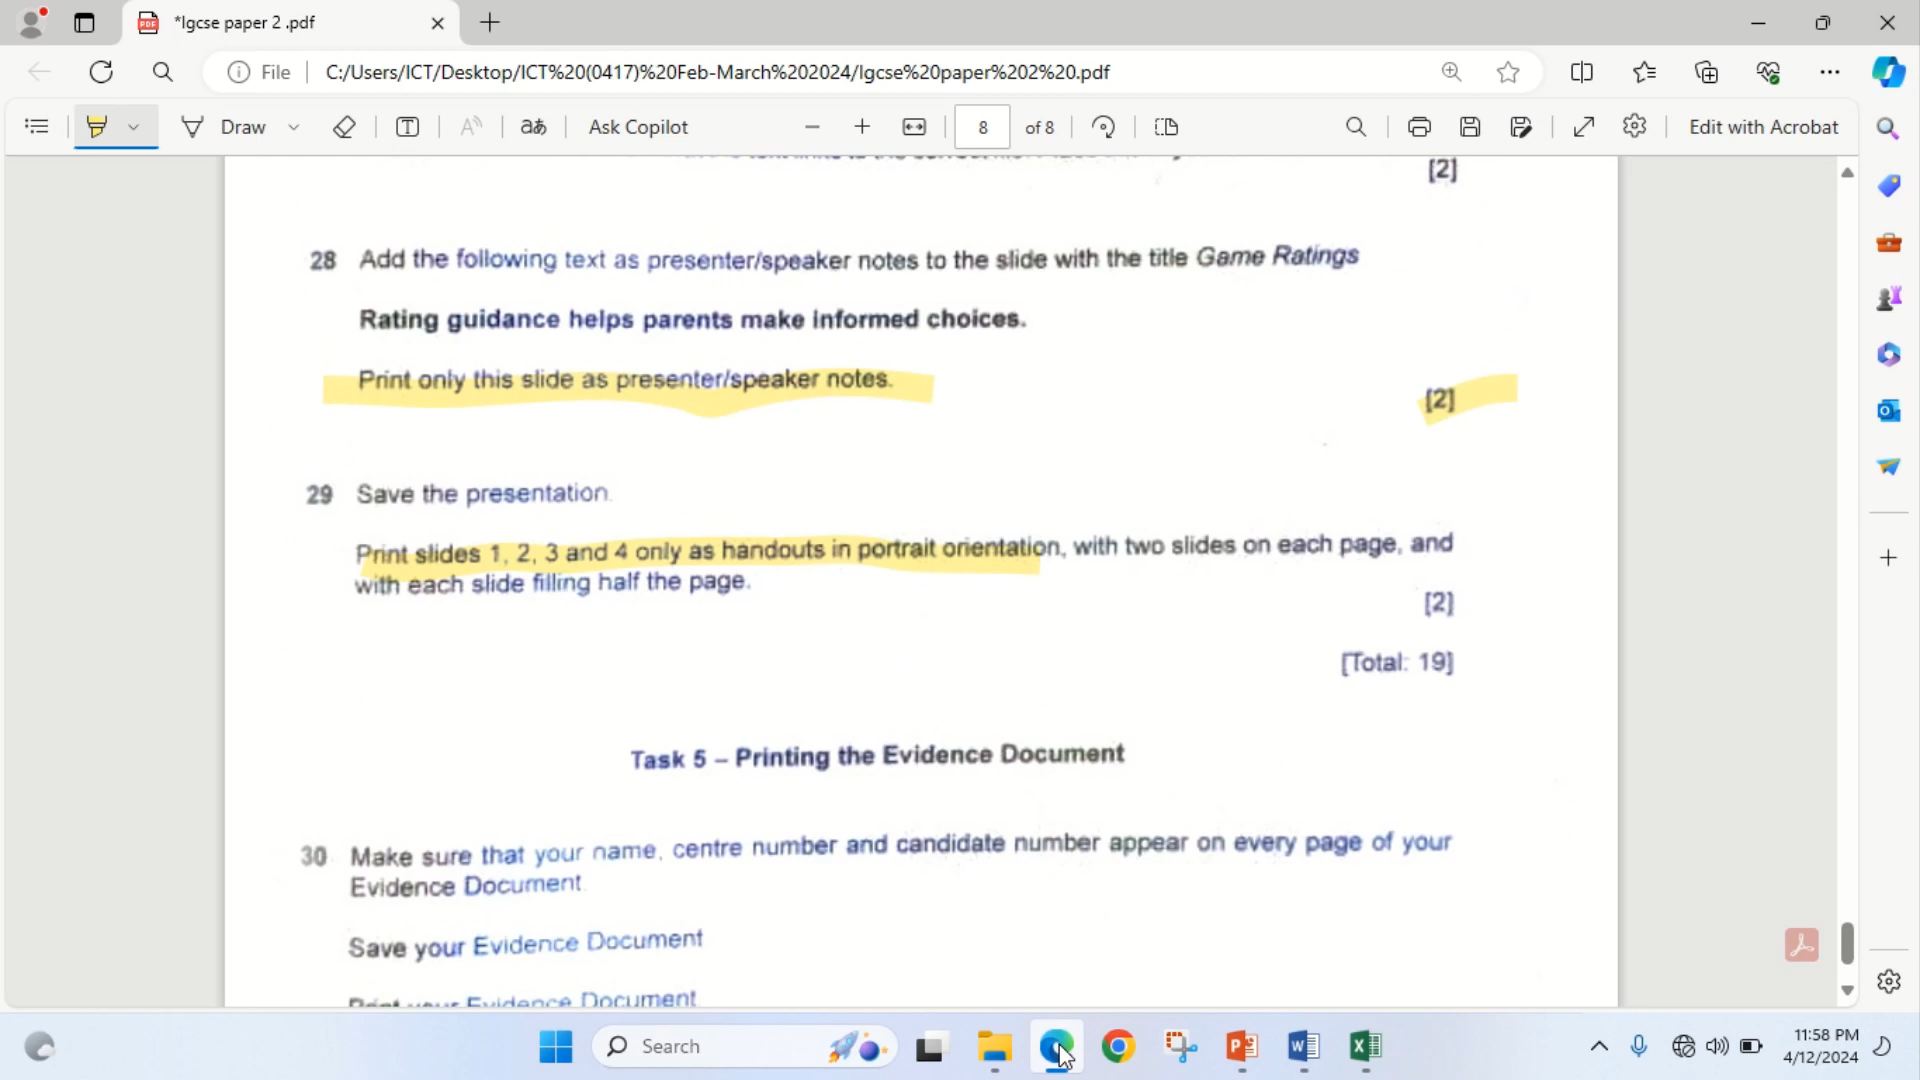 *Igcse paper 2 .pdf
File
C:/Users/ICT/Desktop/ICT%20(0417)%20Feb-March%202024/Igcse%20paper%202%20.pdf
Draw
Ask Copilot
8
of 8
Edit with Acrobat
[2]
28 Add the following text as presenter/speaker notes to the slide with the title Game Ratings
Rating guidance helps parents make informed choices.
Print only this slide as presenter/speaker notes.
[2]
29 Save the presentation.
Print slides 1, 2, 3 and 4 only as handouts in portrait orientation, with two slides on each page, and
with each slide filling half the page.
[2]
[Total: 19]
Task 5 – Printing the Evidence Document
30 Make sure that your name, centre number and candidate number appear on every page of your
Evidence Document.
Save your Evidence Document
Print your Evidence Document
Search
11:58 PM
4/12/2024